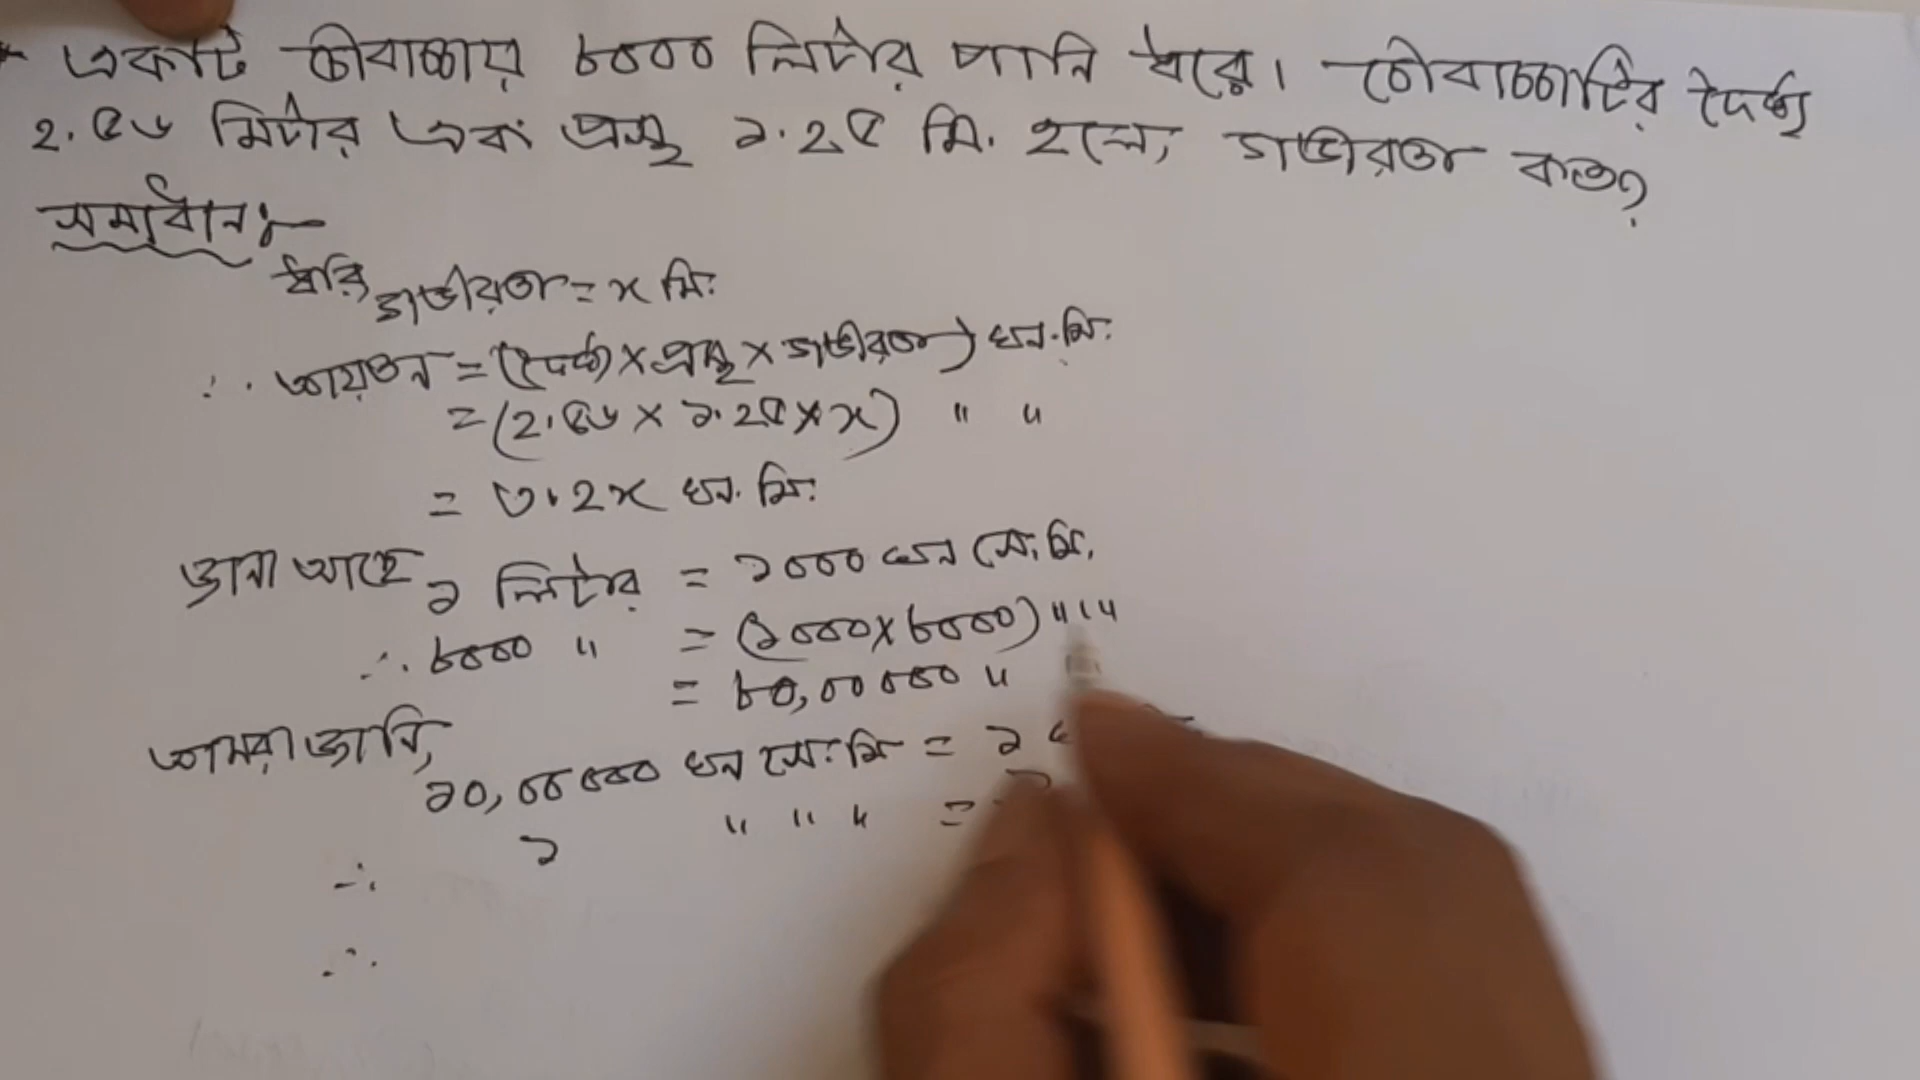 একটি চৌবাচ্চায় ৮০০০ লিটার পানি ধরে। চৌবাচ্চাটির দৈর্ঘ্য
২.৫৬ মিটার এবং প্রস্থ ১.২৫ মি. হলে, গভীরতা কত?
সমাধান:-
ধরি, গভীরতা = x মি:
∴ আয়তন = (দৈর্ঘ্য × প্রস্থ × গভীরতা) ঘন.মি:
= (২.৫৬ × ১.২৫ × x) " "
= ৩.২x ঘন. মি:
জানা আছে, ১ লিটার = ১০০০ ঘন সে. মি.
∴ ৮০০০ " = (১০০০×৮০০০) " "
= ৮০,০০০০০ "
আমরা জানি,
১০,০০০০০ ঘন সে:মি = ১
∴ ১ " " " =
∴